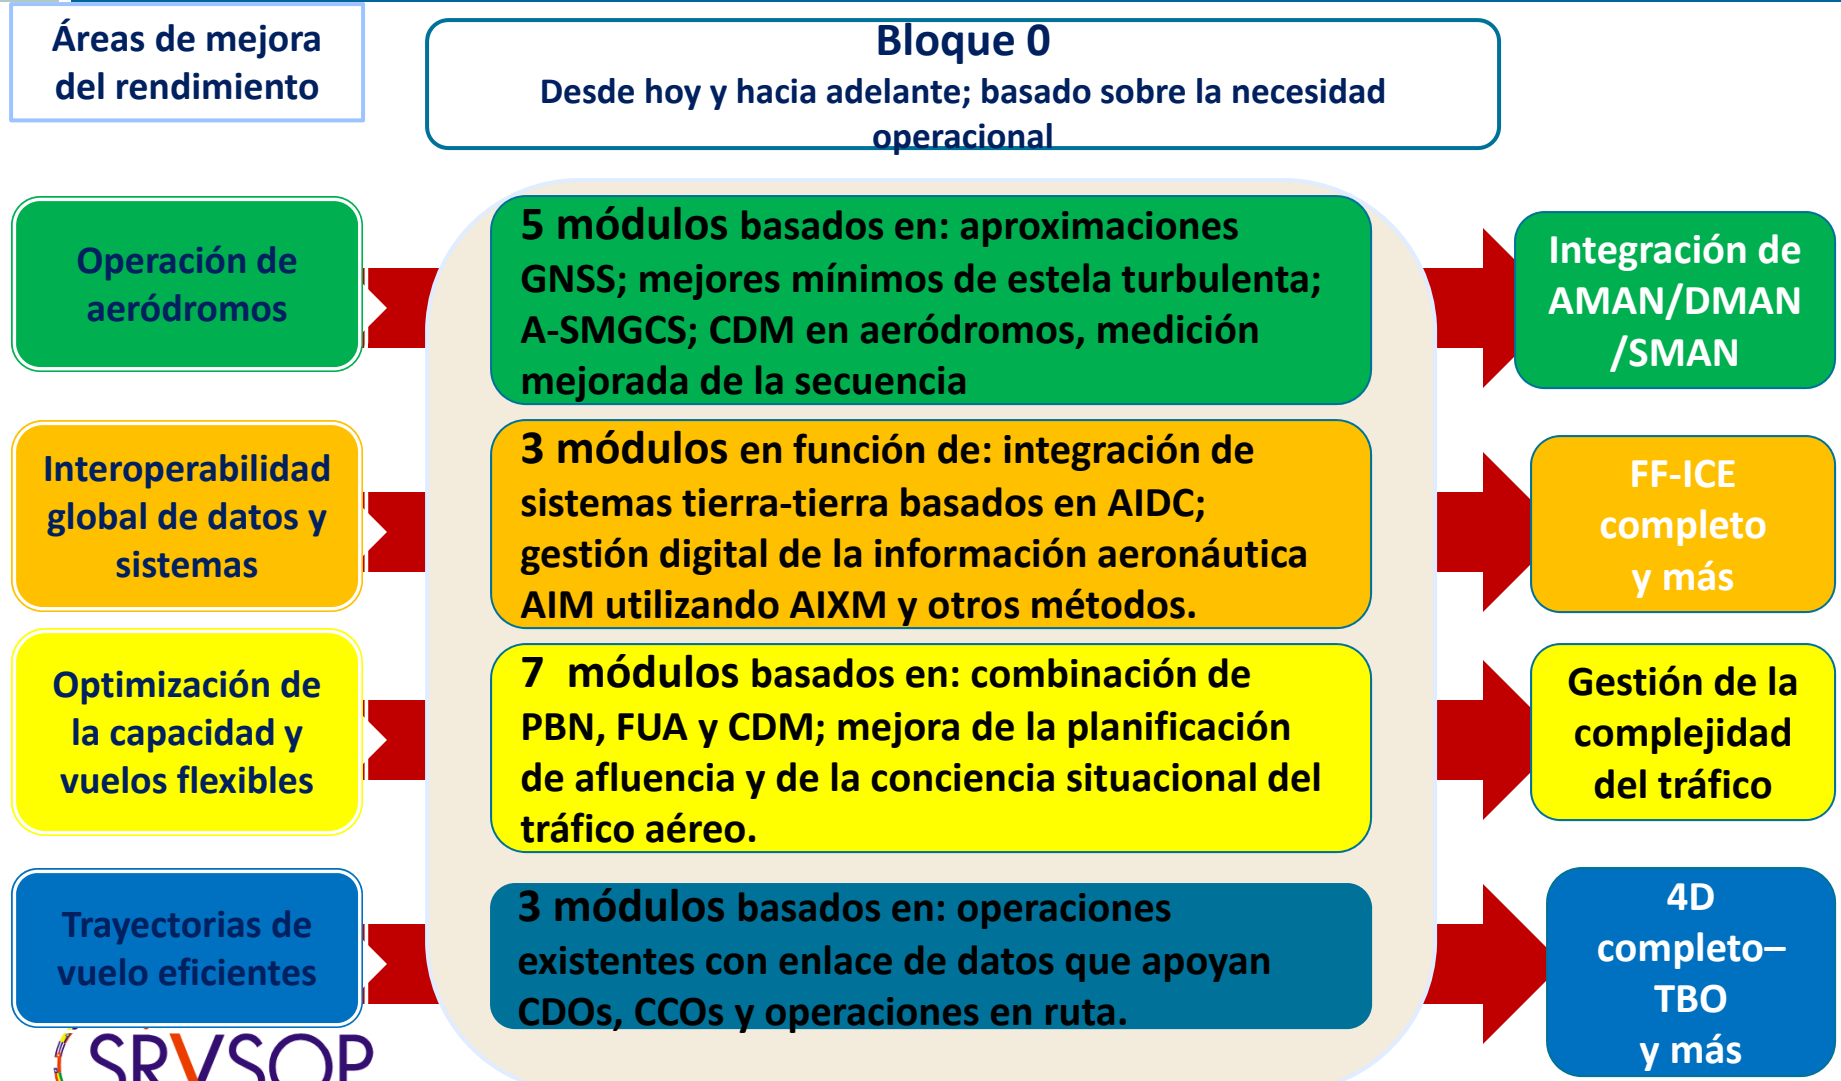 Áreas de mejora
del rendimiento
Bloque 0
Desde hoy y hacia adelante; basado sobre la necesidad
operacional
Operación de
aeródromos
5 módulos basados en: aproximaciones
GNSS; mejores mínimos de estela turbulenta;
A-SMGCS; CDM en aeródromos, medición
mejorada de la secuencia
Integración de
AMAN/DMAN
/SMAN
Interoperabilidad
global de datos y
sistemas
3 módulos en función de: integración de
sistemas tierra-tierra basados en AIDC;
gestión digital de la información aeronáutica
AIM utilizando AIXM y otros métodos.
FF-ICE
completo
y más
Optimización de
la capacidad y
vuelos flexibles
7 módulos basados en: combinación de
PBN, FUA y CDM; mejora de la planificación
de afluencia y de la conciencia situacional del
tráfico aéreo.
Gestión de la
complejidad
del tráfico
Trayectorias de
vuelo eficientes
3 módulos basados en: operaciones
existentes con enlace de datos que apoyan
CDOs, CCOs y operaciones en ruta.
4D
completo–
TBO
y más
SRVSOP